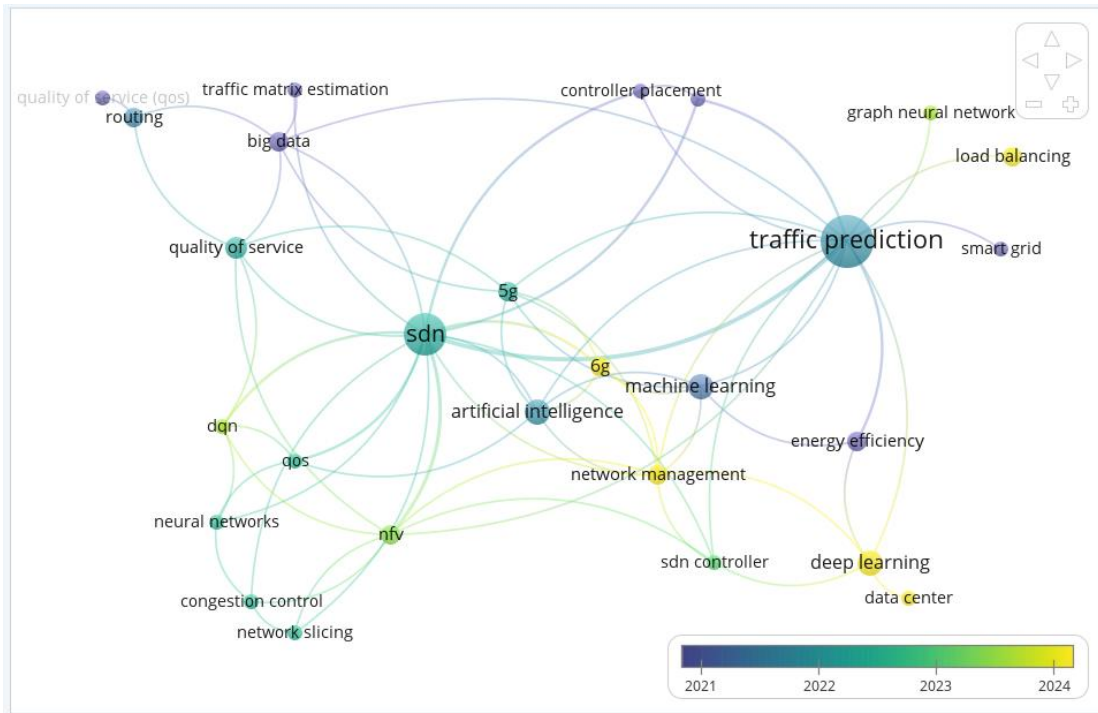 traffic matrix estimation
controller placement
quality of service (qos)
routing
graph neural network
big data
load balancing
quality of service
traffic prediction
smart grid
5g
sdn
6g
machine learning
artificial intelligence
dqn
energy efficiency
qos
network management
neural networks
nfv
sdn controller
deep learning
congestion control
data center
network slicing
2021 2022 2023 2024